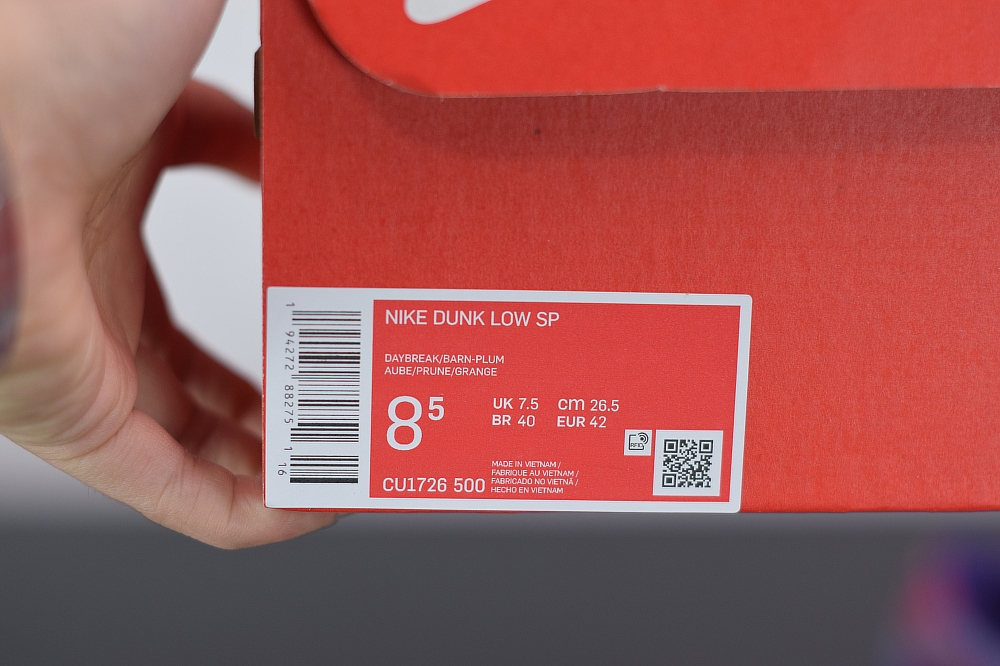 NIKE DUNK LOW SP
DAYBREAK/BARN-PLUM
AUBE/PRUNE/GRANGE
8 5
UK 7.5 cm 26.5
BR 40 EUR 42
RFID
CU1726 500
MADE IN VIETNAM /
FABRIQUE AU VIETNAM /
FABRICADO NO VIETNÃ /
HECHO EN VIETNAM
1 94272 88275 1 16